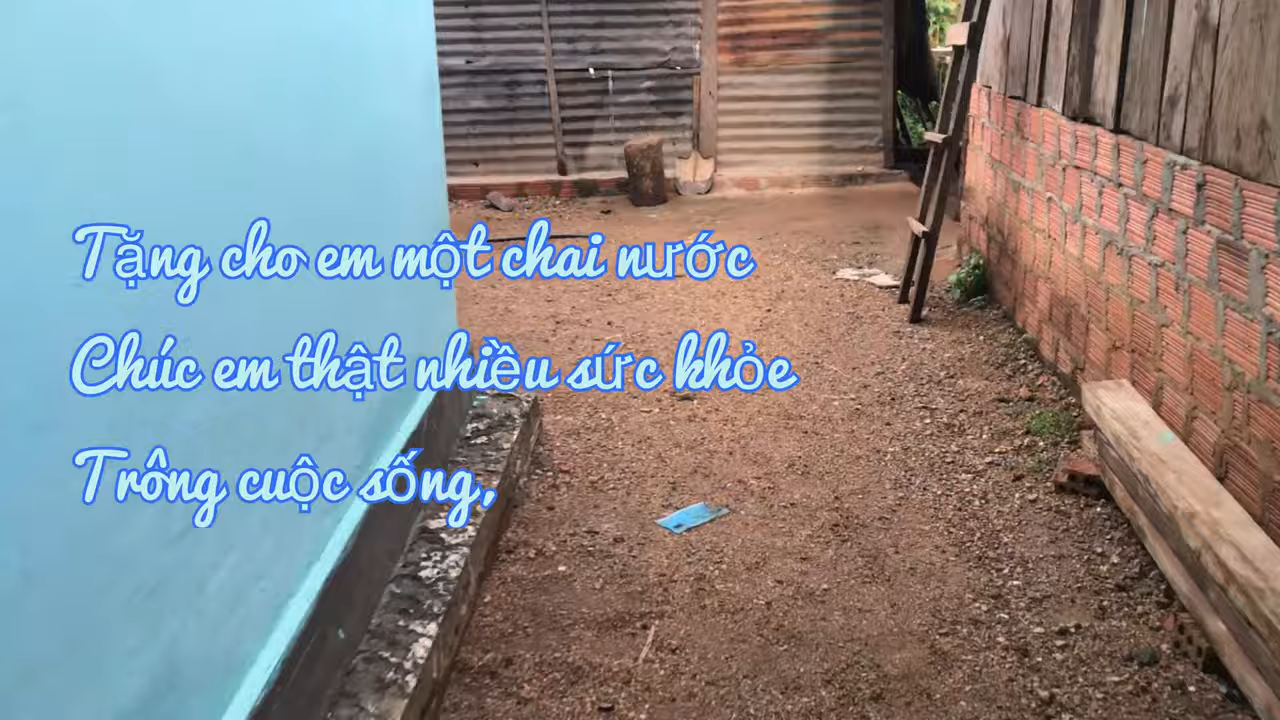 Tặng cho em một chai nước
Chúc em thật nhiều sức khỏe
Trông cuộc sống,